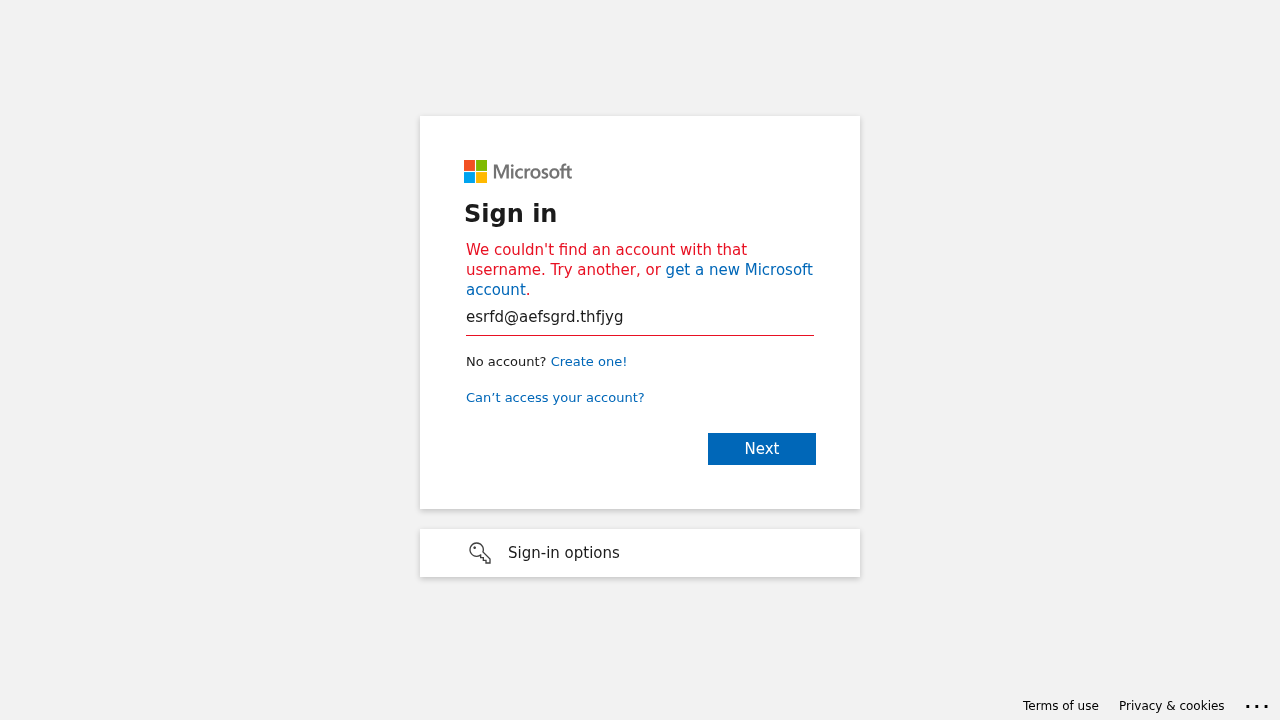 Microsoft
Sign in
We couldn't find an account with that
username. Try another, or get a new Microsoft
account.
esrfd@aefsgrd.thfjyg
No account? Create one!
Can’t access your account?
Next
Sign-in options
Terms of use Privacy & cookies ...